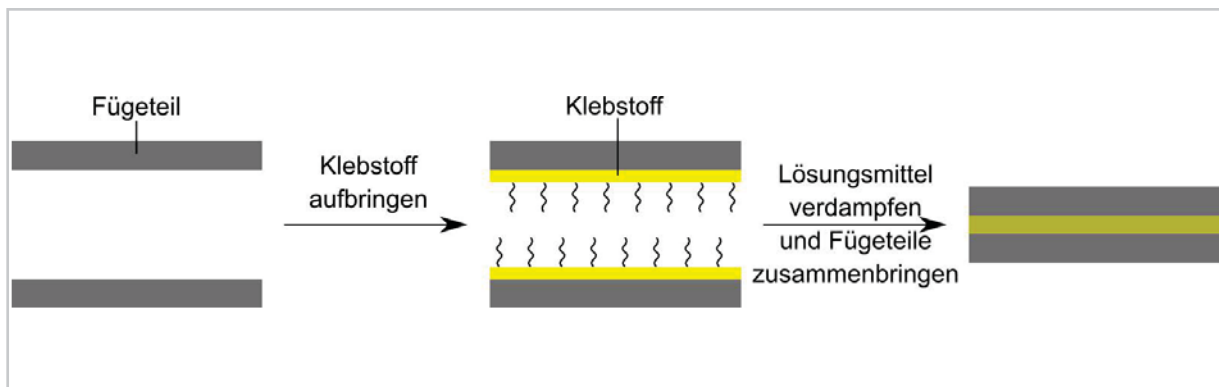 Fügeteil
Klebstoff
aufbringen
Klebstoff
Lösungsmittel
verdampfen
und Fügeteile
zusammenbringen